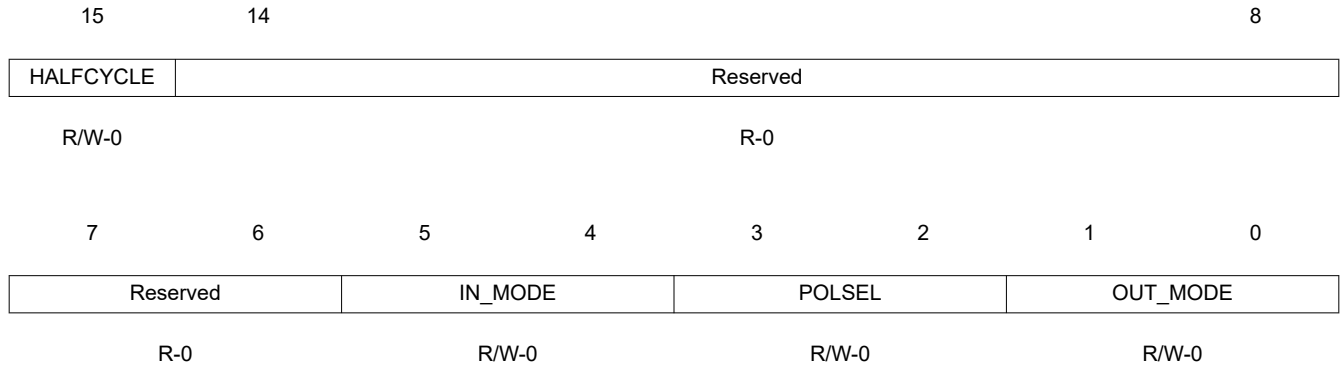 15 14 8
HALFCYCLE Reserved
R/W-0 R-0
7 6 5 4 3 2 1 0
Reserved IN_MODE POLSEL OUT_MODE
R-0 R/W-0 R/W-0 R/W-0